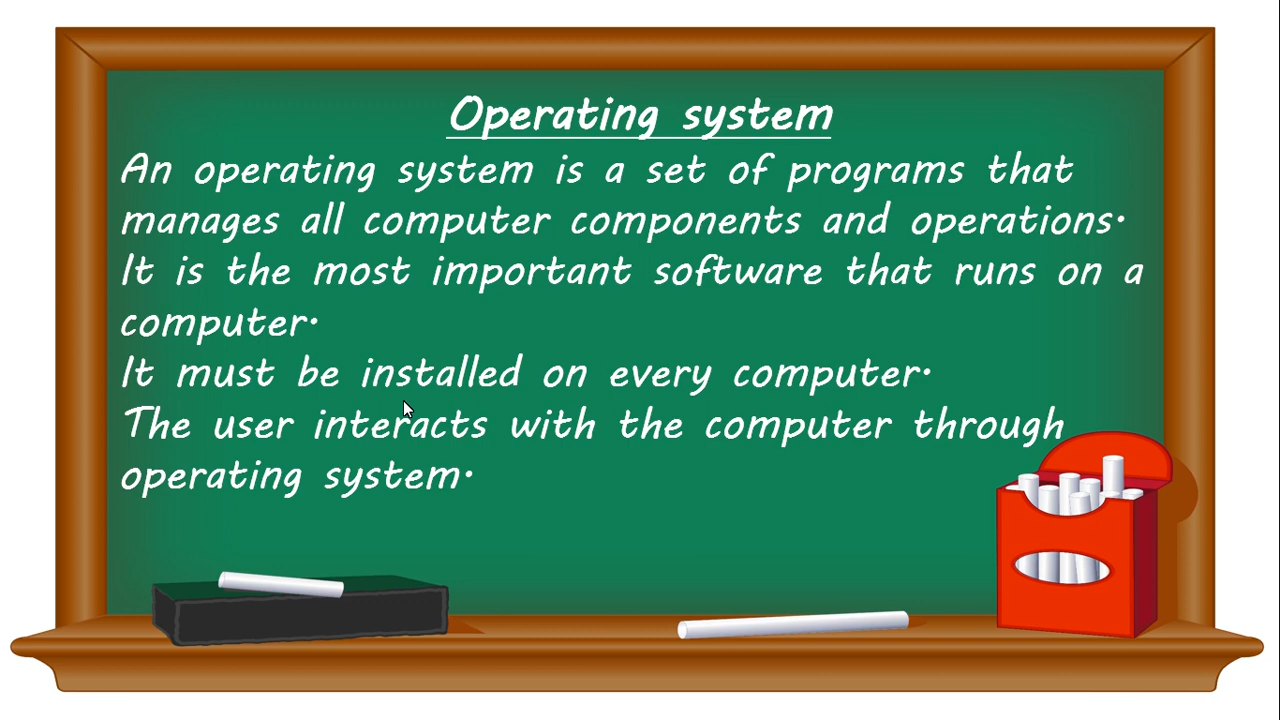 Operating system
An operating system is a set of programs that
manages all computer components and operations.
It is the most important software that runs on a
computer.
It must be installed on every computer.
The user interacts with the computer through
operating system.